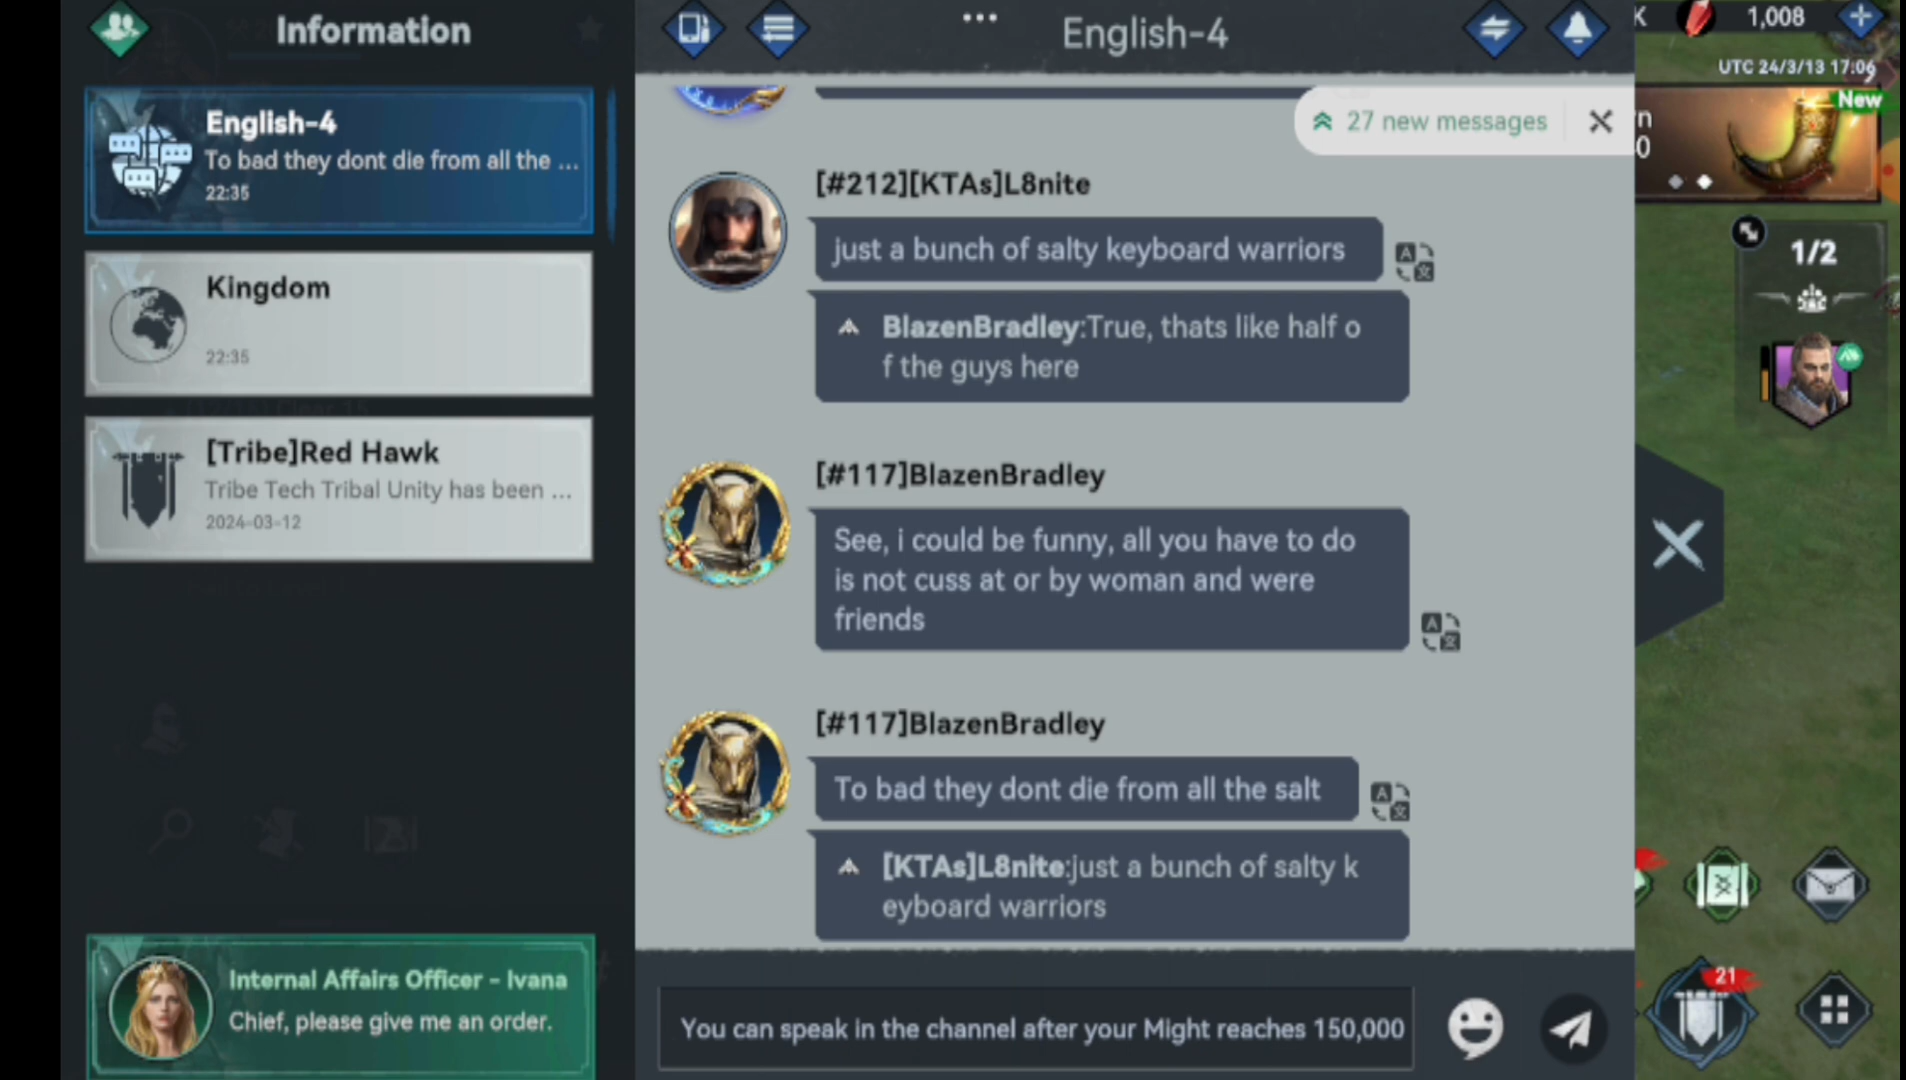 Information
English-4
To bad they dont die from all the ...
22:35
Kingdom
22:35
[Tribe]Red Hawk
Tribe Tech Tribal Unity has been ...
2024-03-12
Internal Affairs Officer - Ivana
Chief, please give me an order.
English-4
27 new messages
[#212][KTAs]L8nite
just a bunch of salty keyboard warriors
BlazenBradley:True, thats like half o
f the guys here
[#117]BlazenBradley
See, i could be funny, all you have to do
is not cuss at or by woman and were
friends
[#117]BlazenBradley
To bad they dont die from all the salt
[KTAs]L8nite:just a bunch of salty k
eyboard warriors
You can speak in the channel after your Might reaches 150,000
K
1,008
UTC 24/3/13 17:06
New
n
0
1/2
21